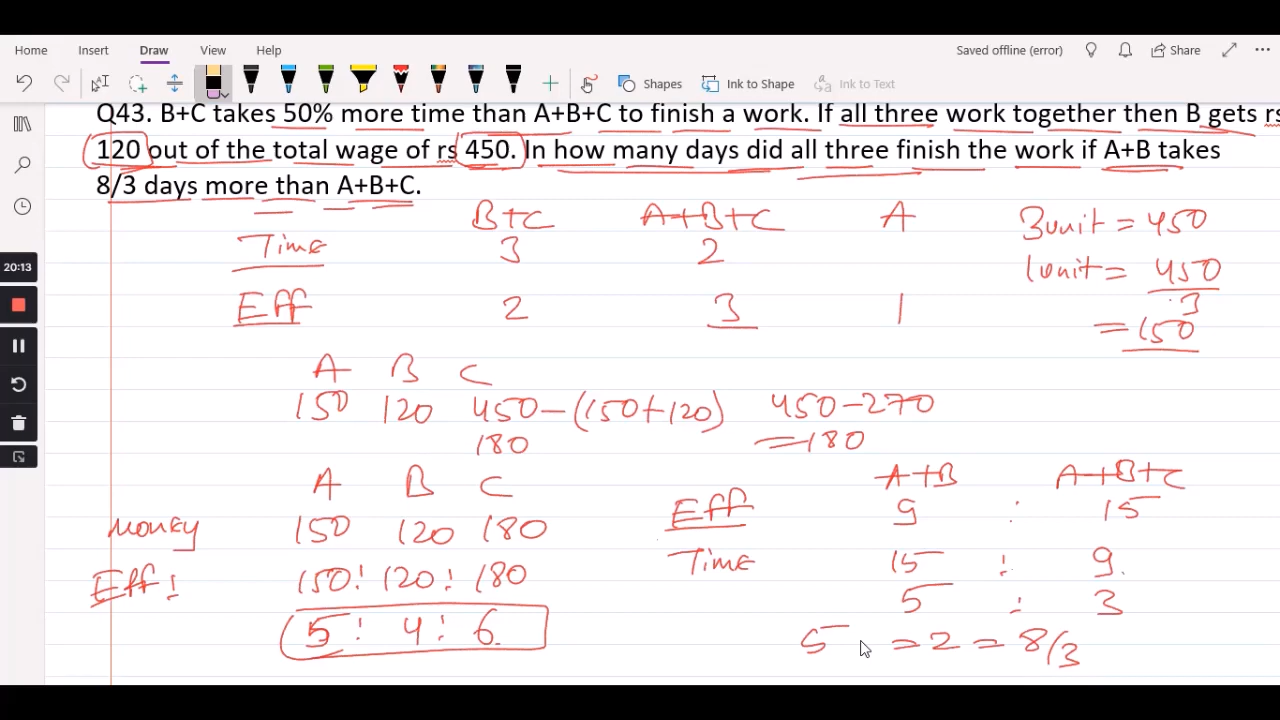 Home Insert Draw View Help Saved offline (error) Share
Shapes Ink to Shape Ink to Text
Q43. B+C takes 50% more time than A+B+C to finish a work. If all three work together then B gets rs
120 out of the total wage of rs 450. In how many days did all three finish the work if A+B takes
8/3 days more than A+B+C.
B+C A+B+C A 3unit = 450
Time 3 2 1unit = 450/3
Eff 2 3 1 = 150
A B C
150 120 450-(150+120) 450-270
180 =180
A B C A+B A+B+C
Money 150 120 180 Eff 9 : 15
Eff: 150: 120: 180 Time 15 : 9
5: 4: 6 5 : 3
5 =2 = 8/3
20:13